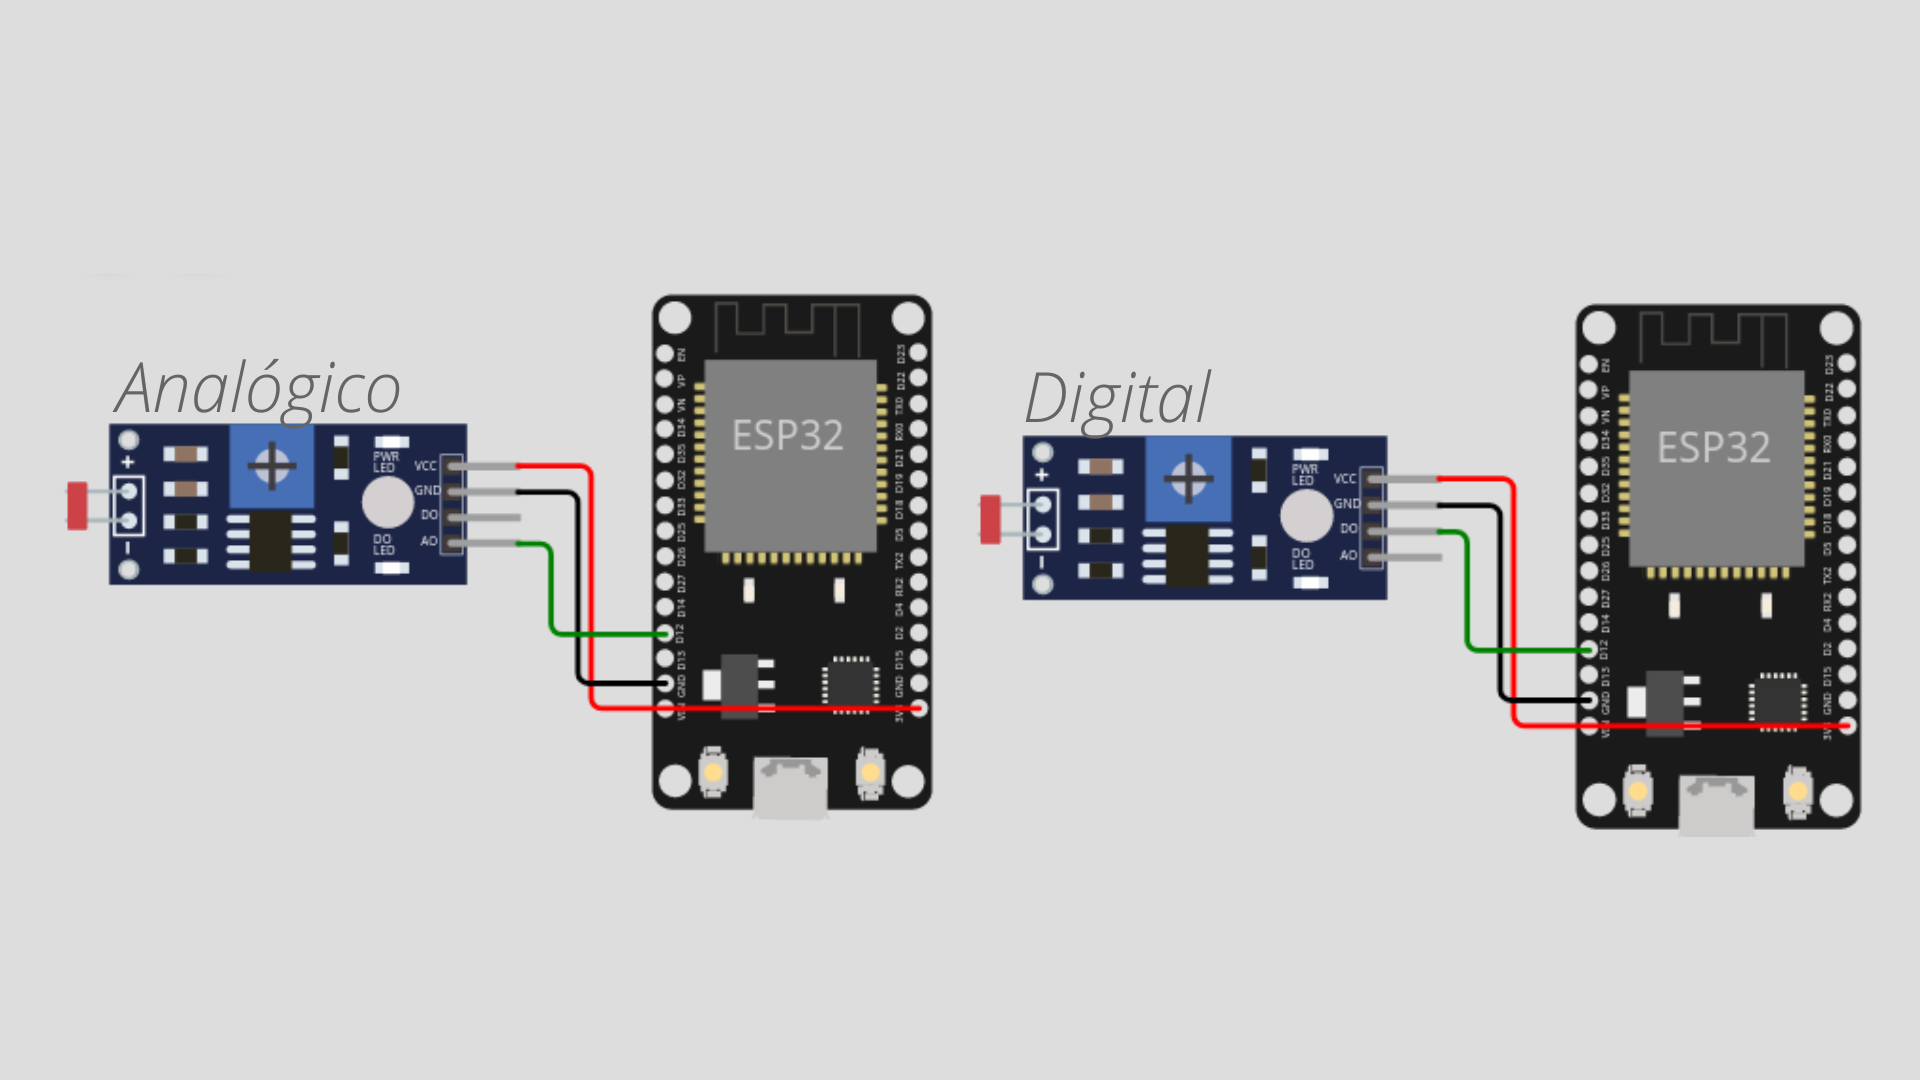 Analógico
+
PWR
LED
VCC
GND
DO
AO
DO
LED
ESP32
EN
VP
VN
D34
D35
D32
D33
D25
D26
D27
D14
D12
D13
GND
D23
D22
TX0
RX0
D21
D19
D18
D5
TX2
RX2
D4
D2
D15
GND
Digital
+
PWR
LED
VCC
GND
DO
AO
DO
LED
ESP32
EN
VP
VN
D34
D35
D32
D33
D25
D26
D27
D14
D12
D13
GND
D23
D22
TX0
RX0
D21
D19
D18
D5
TX2
RX2
D4
D2
D15
GND